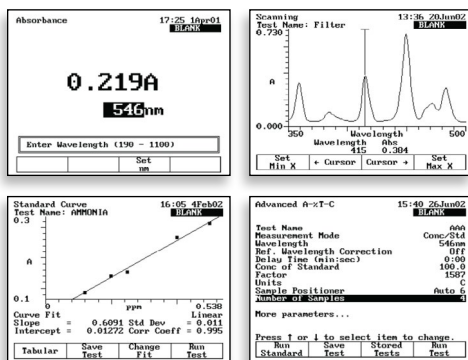 Absorbance 17:25 1Apr01
BLANK
0.219A
546nm
Enter Wavelength (190 - 1100)
Set
nm
Scanning 13:36 20Jun02
Test Name: Filter BLANK
0.730
A
0.000
350 Wavelength 500
Wavelength Abs
415 0.384
Set Min X ← Cursor Cursor → Set Max X
Standard Curve 16:05 4Feb02
Test Name: AMMONIA BLANK
0.3
A
0.1
0 ppm 0.538
Curve Fit Linear
Slope = 0.6091 Std Dev = 0.011
Intercept = 0.01272 Corr Coeff = 0.995
Tabular Save Test Change Fit Run Test
Advanced A-%T-C 15:40 26Jun02
BLANK
Test Name AAA
Measurement Mode Conc/Std
Wavelength 546nm
Ref. Wavelength Correction Off
Delay Time (min:sec) 0:00
Conc of Standard 100.0
Factor 1587
Units C
Sample Positioner Auto 6
Number of Samples 4
More parameters...
Press ↑ or ↓ to select item to change.
Run Standard Save Test Stored Tests Run Test